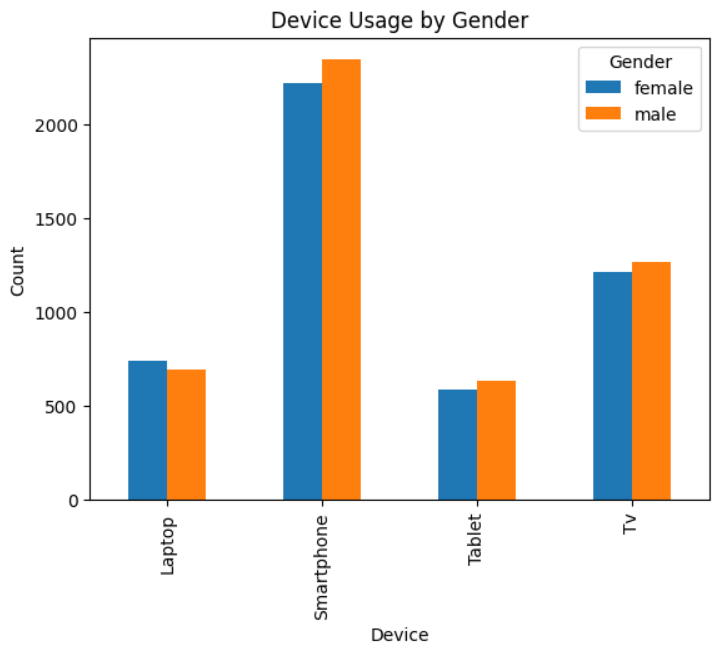 Device Usage by Gender
Gender
female
male
2000
1500
1000
500
0
Count
Laptop
Smartphone
Tablet
Tv
Device